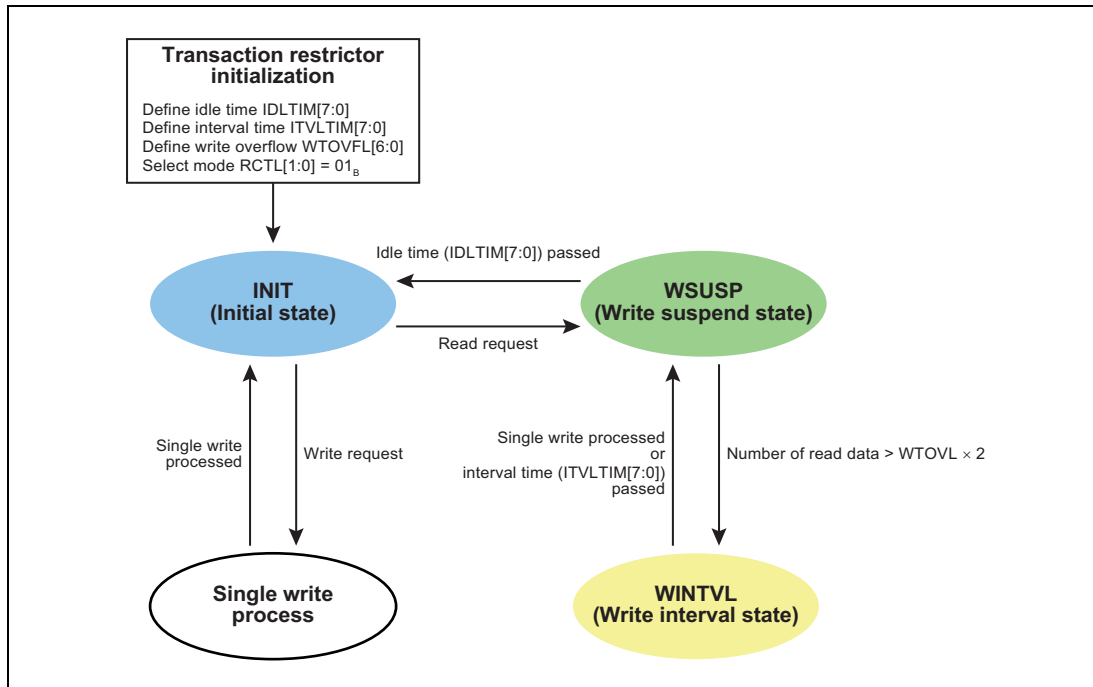 Transaction restrictor
initialization
Define idle time IDLTIM[7:0]
Define interval time ITVLTIM[7:0]
Define write overflow WTOVFL[6:0]
Select mode RCTL[1:0] = 01B
Idle time (IDLTIM[7:0]) passed
INIT
(Initial state)
WSUSP
(Write suspend state)
Read request
Single write
processed
Write request
Single write processed
or
interval time (ITVLTIM[7:0])
passed
Number of read data > WTOVL × 2
Single write
process
WINTVL
(Write interval state)